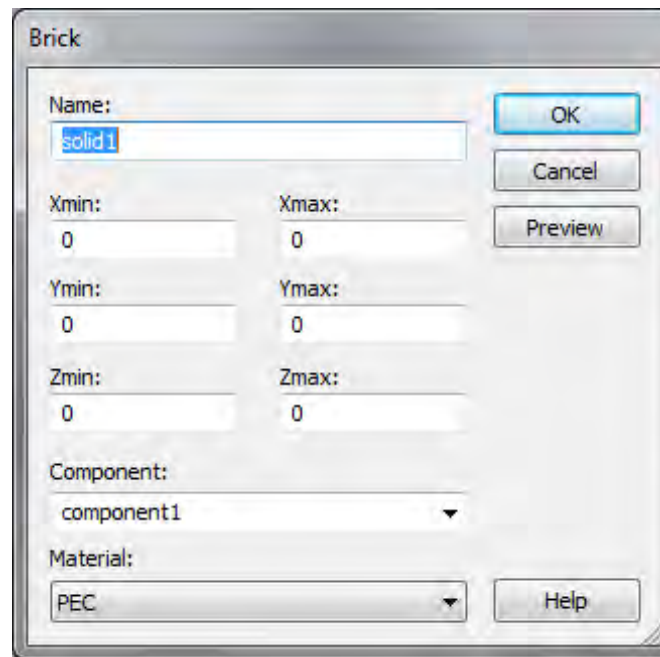 Brick
Name:
OK
solid1
Cancel
Xmin: Xmax:
Preview
0 0
Ymin: Ymax:
0 0
Zmin: Zmax:
0 0
Component:
component1
Material:
PEC
Help